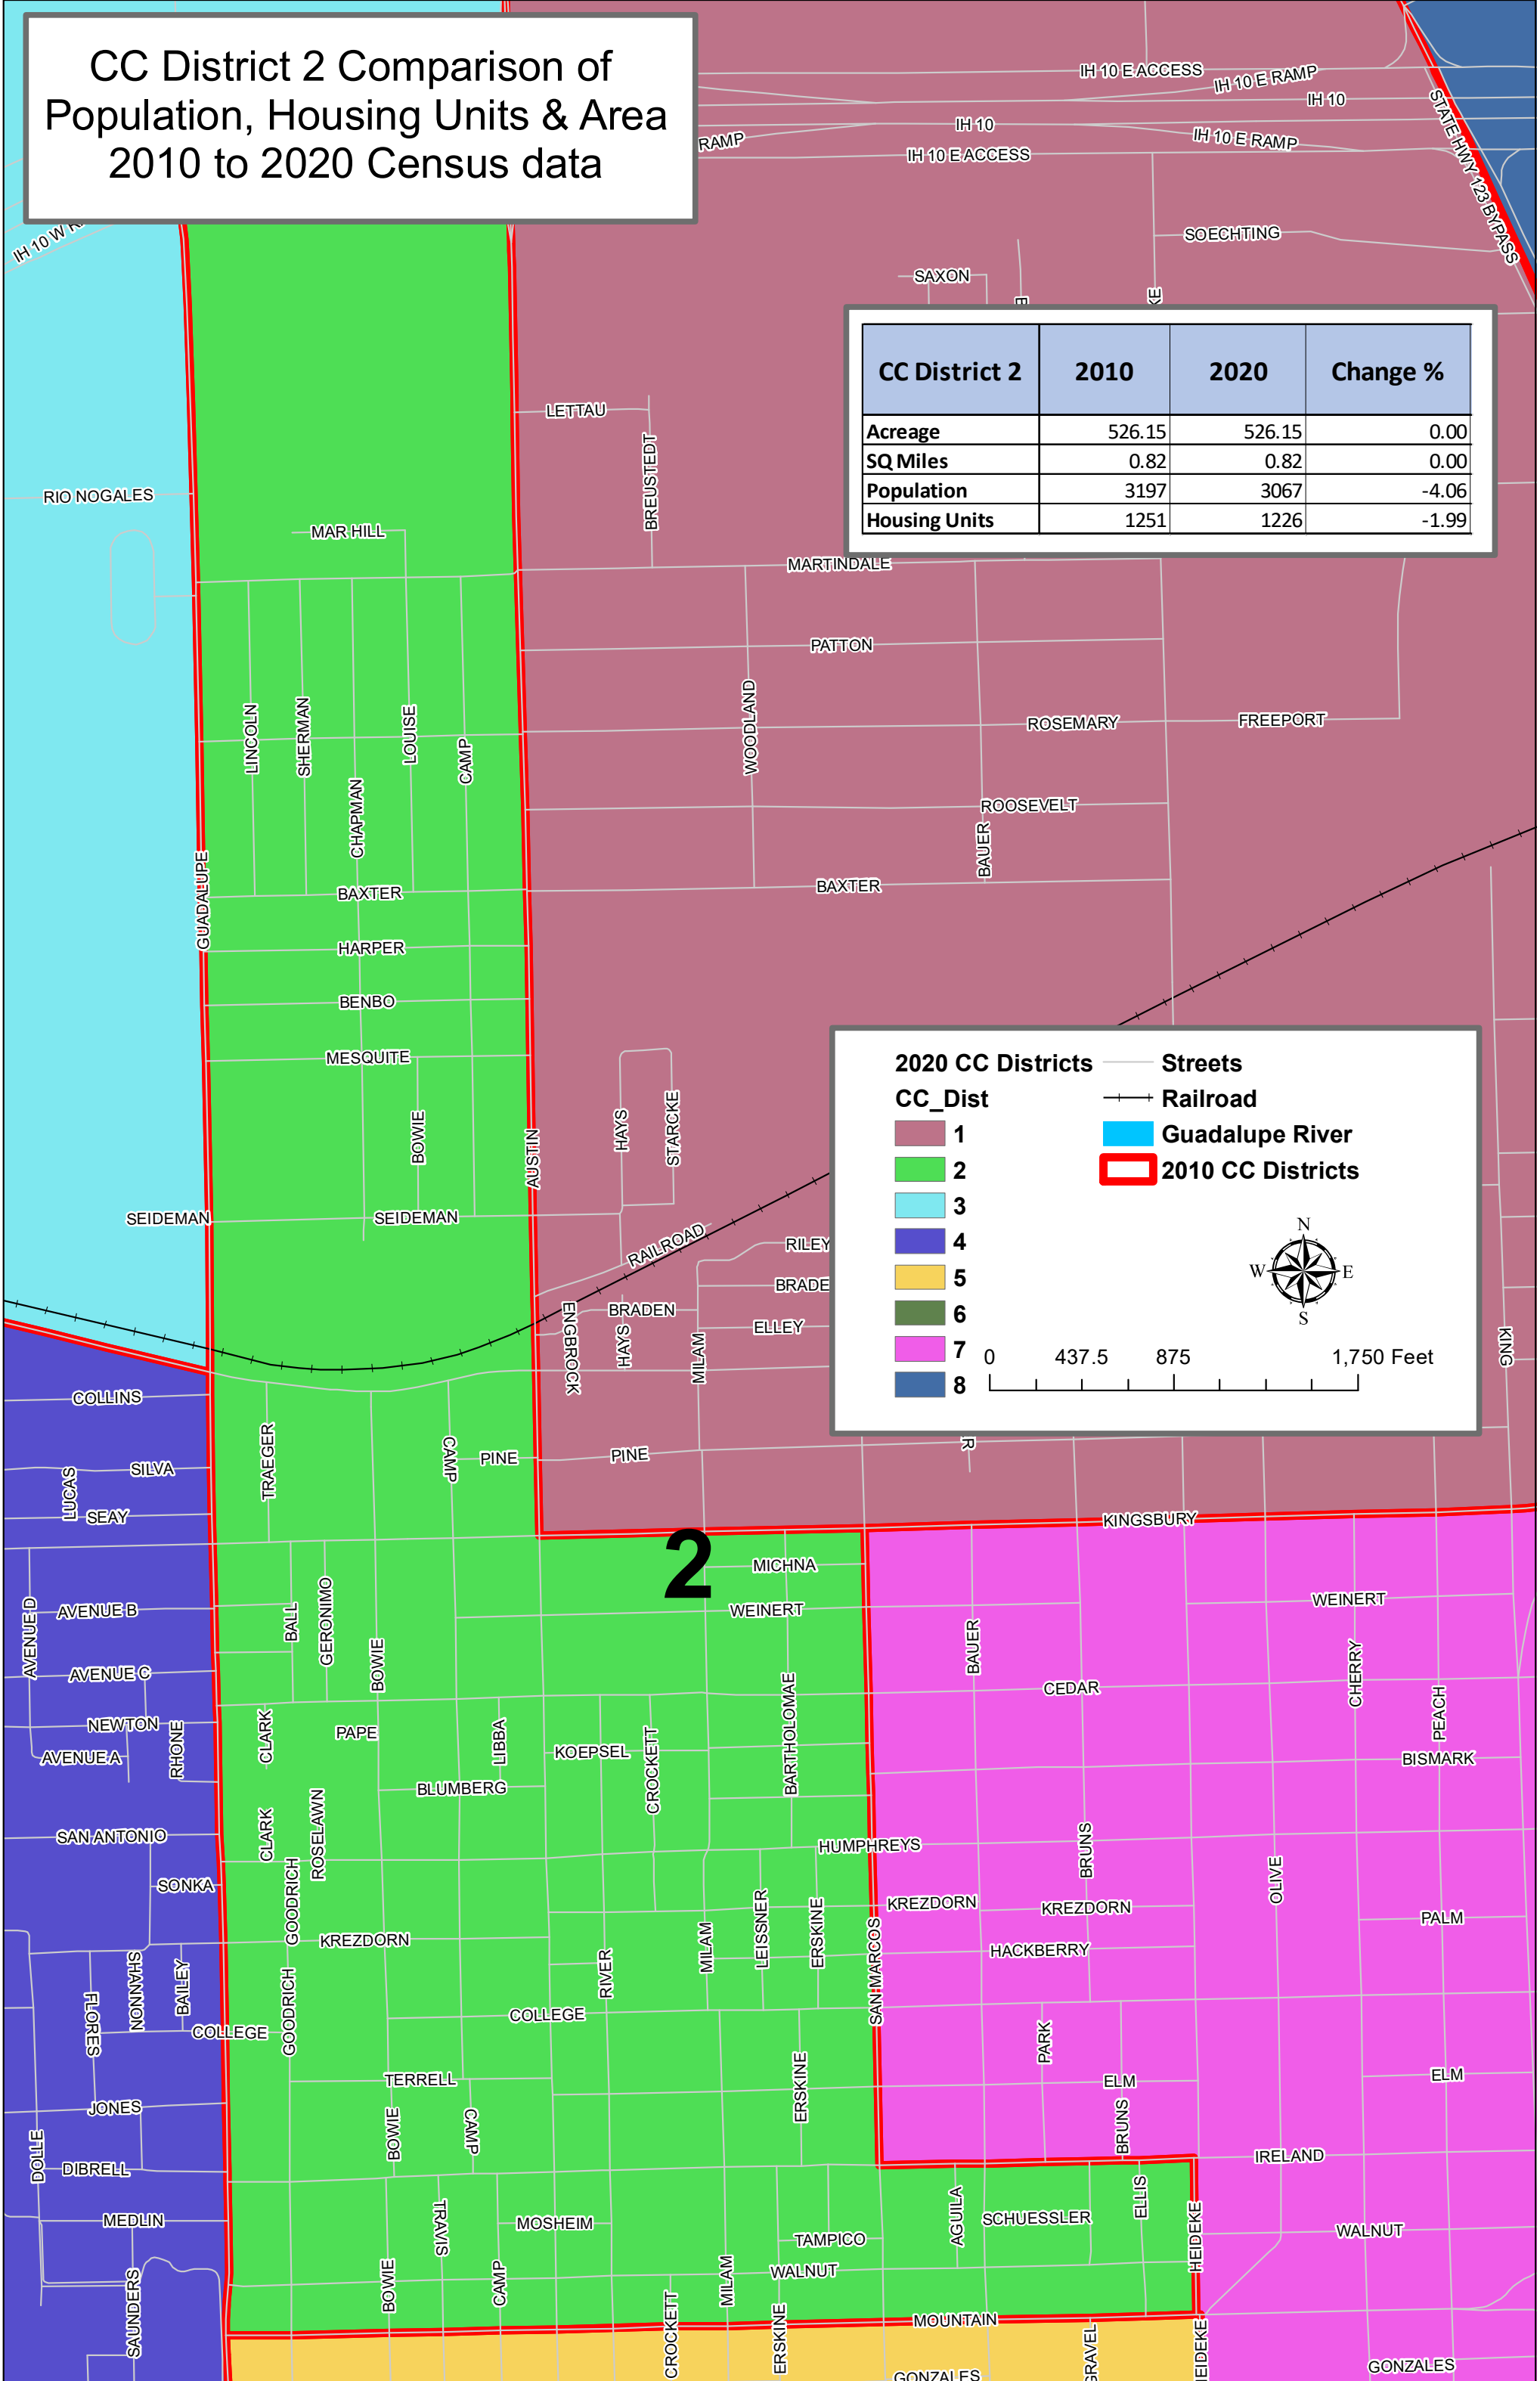 CC District 2 Comparison of
Population, Housing Units & Area
2010 to 2020 Census data
IH 10 E ACCESS
IH 10 E RAMP
IH 10
STATE HWY 123 BYPASS
IH 10
RAMP
IH 10 E RAMP
IH 10 E ACCESS
IH 10 W
SOECHTING
SAXON
CC District 2 2010 2020 Change %
Acreage 526.15 526.15 0.00
SQ Miles 0.82 0.82 0.00
Population 3197 3067 -4.06
Housing Units 1251 1226 -1.99
LETTAU
BREUSTEDT
RIO NOGALES
MAR HILL
MARTINDALE
PATTON
LINCOLN
SHERMAN
LOUISE
CAMP
CHAPMAN
WOODLAND
ROSEMARY
FREEPORT
ROOSEVELT
BAUER
GUADALUPE
BAXTER
BAXTER
HARPER
BENBO
MESQUITE
BOWIE
AUSTIN
HAYS
STARCKE
SEIDEMAN
SEIDEMAN
RAILROAD
RILEY
BRADE
BRADEN
ELLEY
ENGBROCK
HAYS
MILAM
KING
2020 CC Districts
CC_Dist
1
2
3
4
5
6
7
8
Streets
Railroad
Guadalupe River
2010 CC Districts
N
W E
S
0 437.5 875 1,750 Feet
COLLINS
TRAEGER
CAMP
PINE
PINE
R
SILVA
LUCAS
SEAY
KINGSBURY
2
MICHNA
WEINERT
WEINERT
AVENUE D
AVENUE B
BALL
GERONIMO
BOWIE
BAUER
CHERRY
AVENUE C
CEDAR
PEACH
NEWTON
RHONE
CLARK
PAPE
LIBBA
KOEPSEL
CROCKETT
BARTHOLOMAE
AVENUE A
BISMARK
BLUMBERG
SAN ANTONIO
CLARK
ROSELAWN
HUMPHREYS
BRUNS
OLIVE
SONKA
GOODRICH
KREZDORN
KREZDORN
KREZDORN
PALM
MILAM
LEISSNER
ERSKINE
SAN MARCOS
HACKBERRY
RIVER
SHANNON
BAILEY
FLORES
GOODRICH
COLLEGE
COLLEGE
PARK
TERRELL
ERSKINE
ELM
ELM
JONES
BOWIE
CAMP
BRUNS
DOLLE
DIBRELL
IRELAND
MEDLIN
TRAVIS
MOSHEIM
TAMPICO
AGUILA
SCHUESSLER
ELLIS
HEIDEKE
WALNUT
SAUNDERS
BOWIE
CAMP
MILAM
WALNUT
CROCKETT
ERSKINE
MOUNTAIN
GRAVEL
HEIDEKE
GONZALES
GONZALES